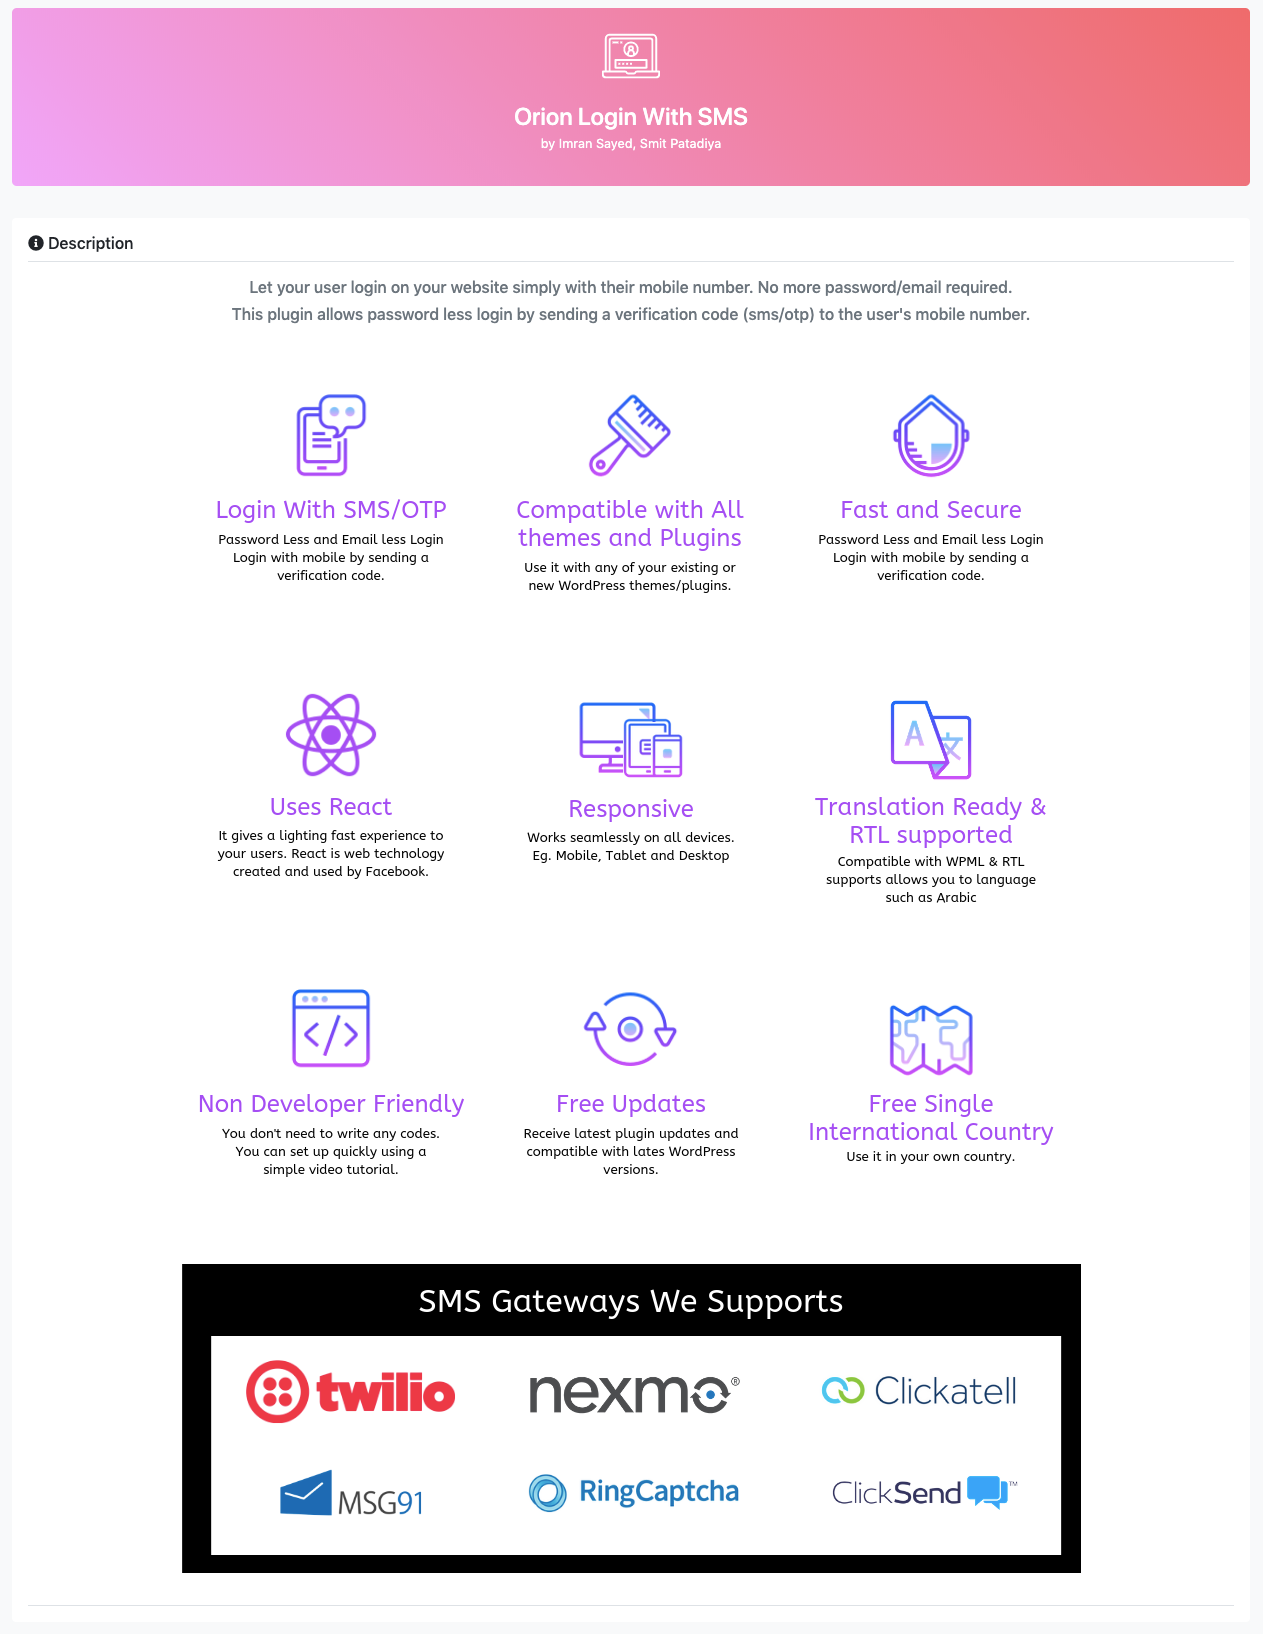 Orion Login With SMS
by Imran Sayed, Smit Patadiya
Description
Let your user login on your website simply with their mobile number. No more password/email required.
This plugin allows password less login by sending a verification code (sms/otp) to the user's mobile number.
Login With SMS/OTP
Password Less and Email less Login
Login with mobile by sending a
verification code.
Compatible with All
themes and Plugins
Use it with any of your existing or
new WordPress themes/plugins.
Fast and Secure
Password Less and Email less Login
Login with mobile by sending a
verification code.
Uses React
It gives a lighting fast experience to
your users. React is web technology
created and used by Facebook.
Responsive
Works seamlessly on all devices.
Eg. Mobile, Tablet and Desktop
A 文
Translation Ready &
RTL supported
Compatible with WPML & RTL
supports allows you to language
such as Arabic
</>
Non Developer Friendly
You don't need to write any codes.
You can set up quickly using a
simple video tutorial.
Free Updates
Receive latest plugin updates and
compatible with lates WordPress
versions.
Free Single
International Country
Use it in your own country.
SMS Gateways We Supports
twilio
nexmo®
Clickatell
MSG91
RingCaptcha
ClickSend™